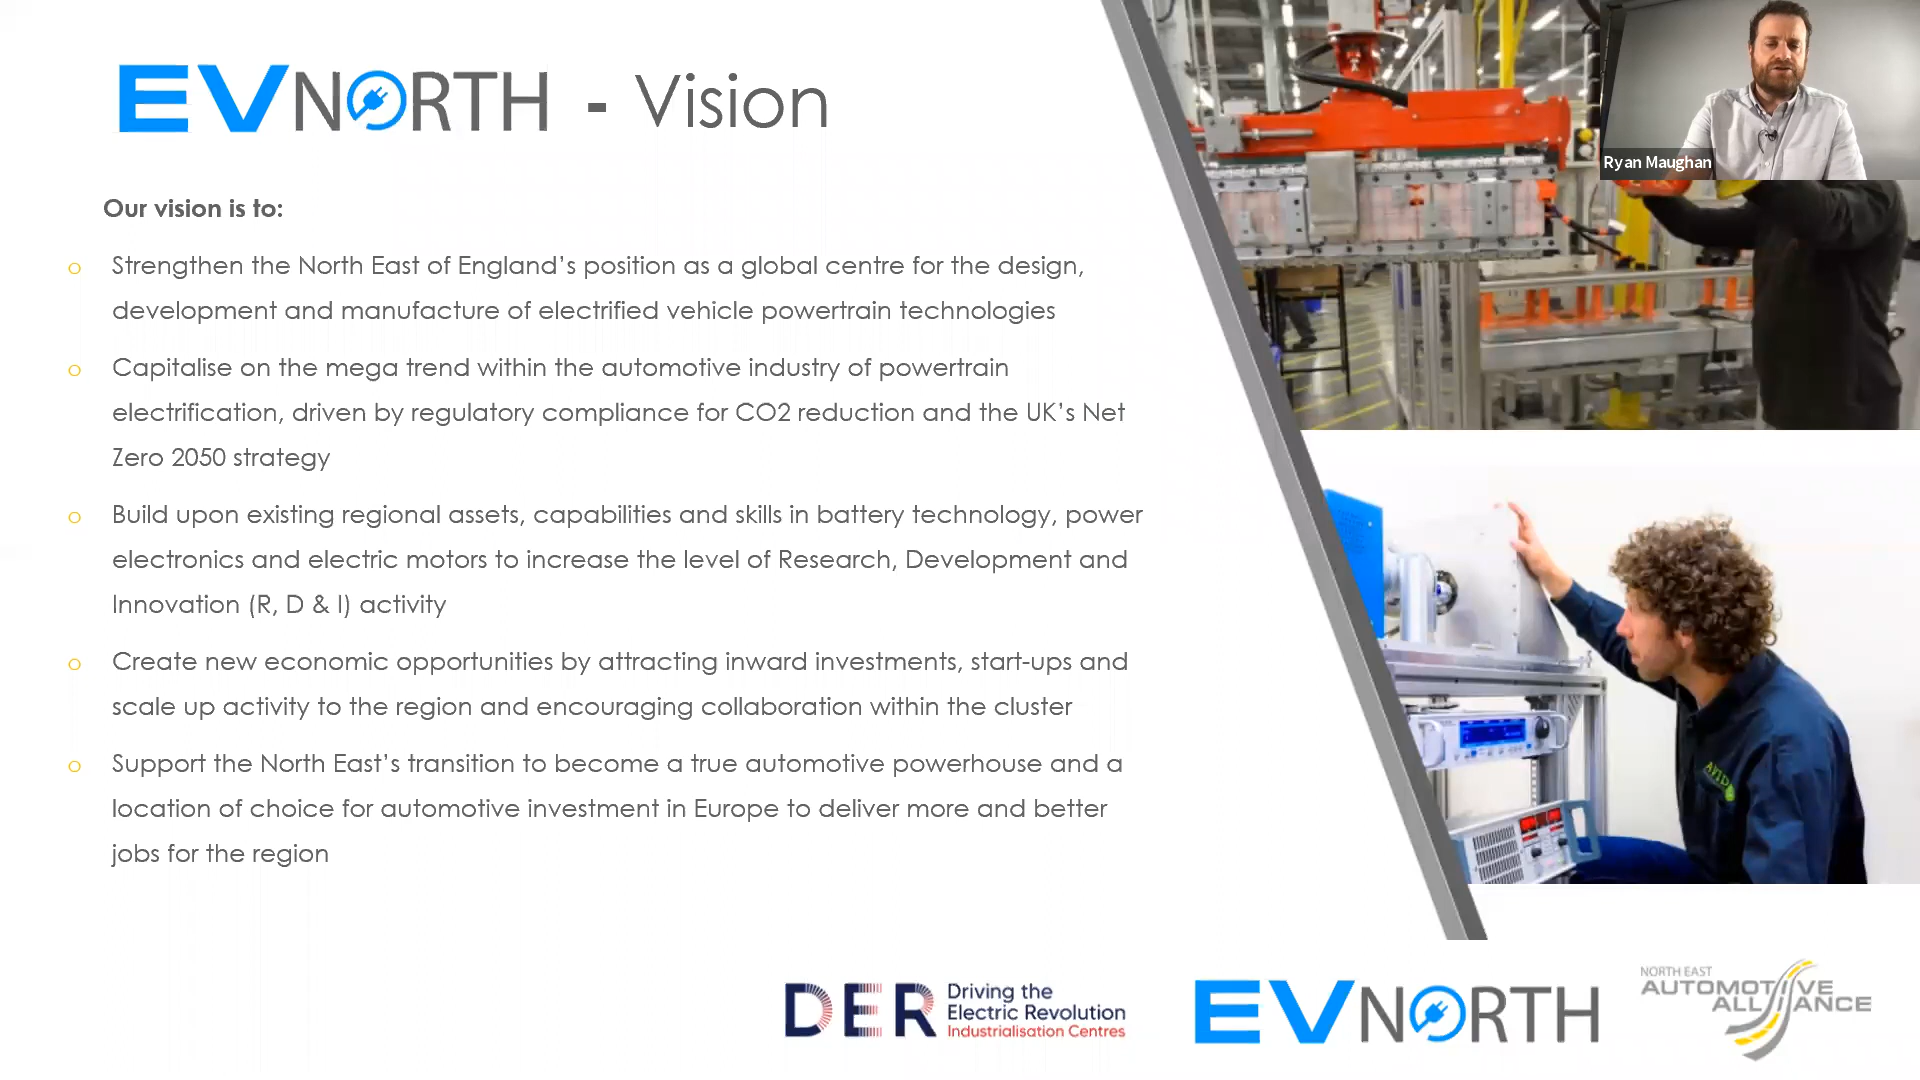 EVNORTH - Vision
Ryan Maughan
Our vision is to:
o Strengthen the North East of England’s position as a global centre for the design,
development and manufacture of electrified vehicle powertrain technologies
o Capitalise on the mega trend within the automotive industry of powertrain
electrification, driven by regulatory compliance for CO2 reduction and the UK’s Net
Zero 2050 strategy
o Build upon existing regional assets, capabilities and skills in battery technology, power
electronics and electric motors to increase the level of Research, Development and
Innovation (R, D & I) activity
o Create new economic opportunities by attracting inward investments, start-ups and
scale up activity to the region and encouraging collaboration within the cluster
o Support the North East’s transition to become a true automotive powerhouse and a
location of choice for automotive investment in Europe to deliver more and better
jobs for the region
AVID
DER
Driving the
Electric Revolution
Industrialisation Centres
EVNORTH
NORTH EAST
AUTOMOTIVE
ALLIANCE